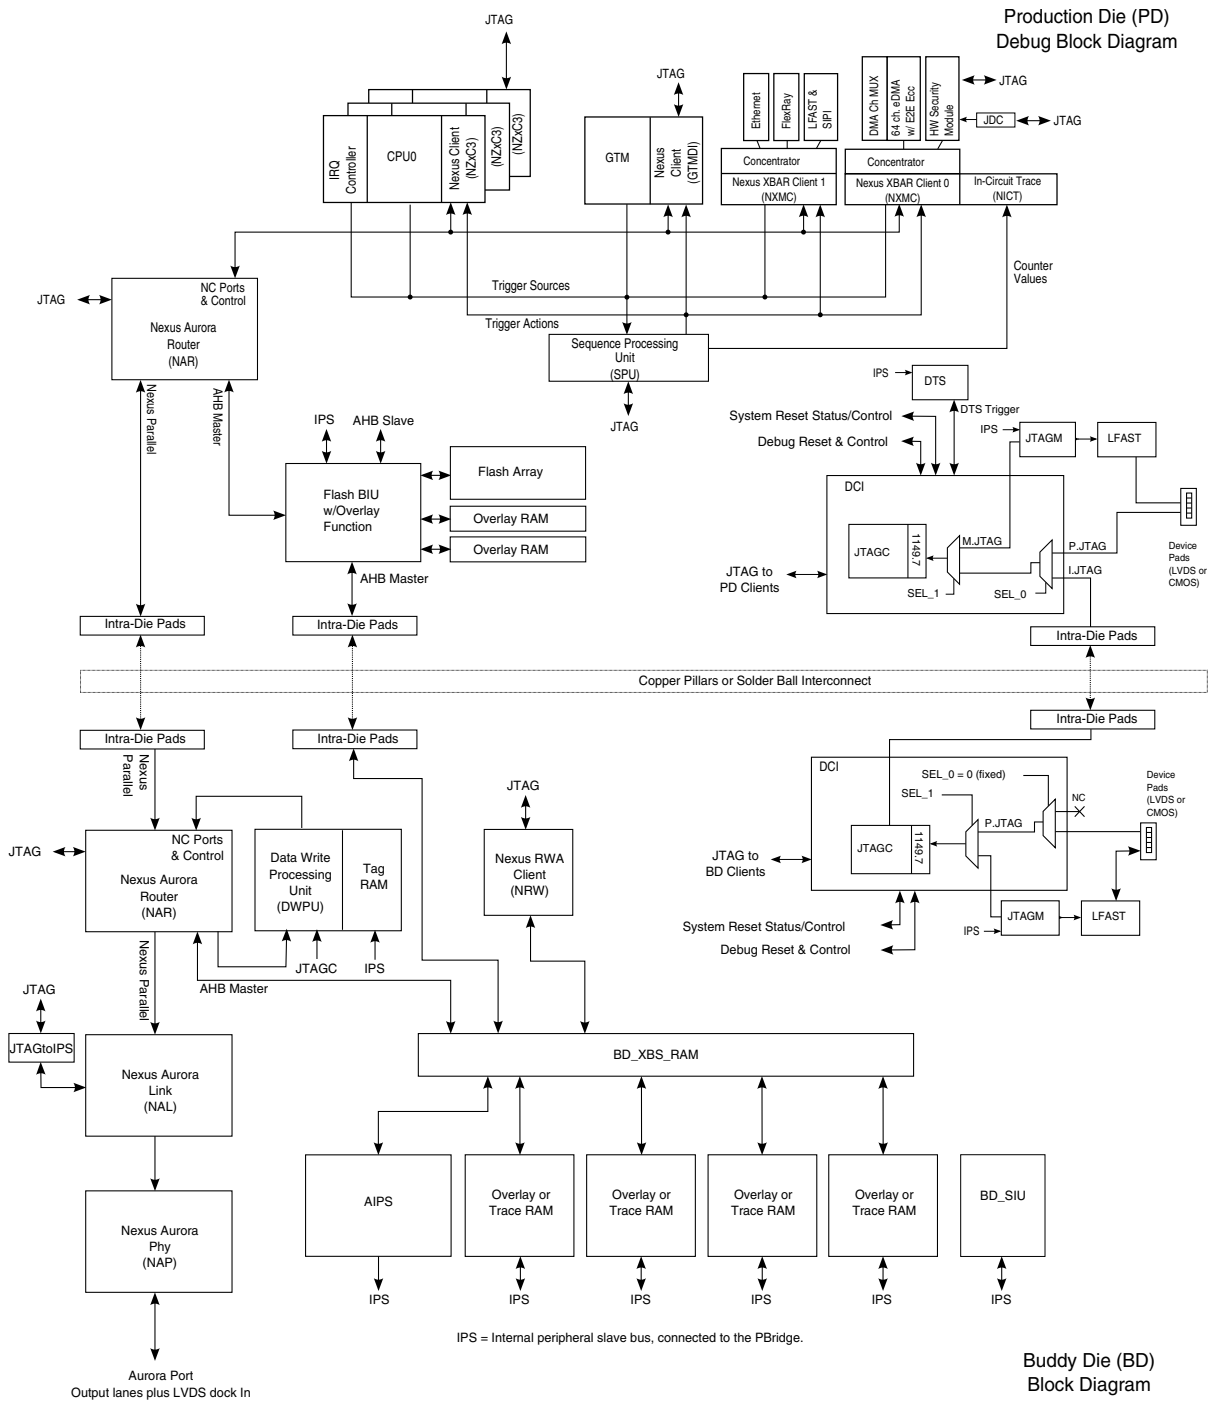 Production Die (PD)
Debug Block Diagram
JTAG
IRQ
Controller
CPU0
Nexus Client
(NZxC3)
(NZxC3)
(NZxC3)
JTAG
GTM
Nexus
Client
(GTMDI)
Ethernet
FlexRay
LFAST &
SIPI
Concentrator
Nexus XBAR Client 1
(NXMC)
DMA Ch MUX
64 ch. eDMA
w/ E2E Ecc
HW Security
Module
JTAG
JDC
JTAG
Concentrator
Nexus XBAR Client 0
(NXMC)
In-Circuit Trace
(NICT)
Counter
Values
JTAG
NC Ports
& Control
Nexus Aurora
Router
(NAR)
Trigger Sources
Trigger Actions
Sequence Processing
Unit
(SPU)
JTAG
Nexus Parallel
AHB Master
IPS
AHB Slave
Flash BIU
w/Overlay
Function
Flash Array
Overlay RAM
Overlay RAM
AHB Master
IPS
DTS
DTS Trigger
System Reset Status/Control
Debug Reset & Control
IPS
JTAGM
LFAST
DCI
JTAGC
1149.7
M.JTAG
P.JTAG
I.JTAG
SEL_1
SEL_0
JTAG to
PD Clients
Device
Pads
(LVDS or
CMOS)
Intra-Die Pads
Intra-Die Pads
Intra-Die Pads
Copper Pillars or Solder Ball Interconnect
Intra-Die Pads
Intra-Die Pads
Intra-Die Pads
Nexus
Parallel
JTAG
NC Ports
& Control
Nexus Aurora
Router
(NAR)
Data Write
Processing
Unit
(DWPU)
Tag
RAM
JTAGC
IPS
JTAG
Nexus RWA
Client
(NRW)
DCI
SEL_0 = 0 (fixed)
SEL_1
P.JTAG
NC
JTAGC
1149.7
JTAG to
BD Clients
Device
Pads
(LVDS or
CMOS)
System Reset Status/Control
Debug Reset & Control
IPS
JTAGM
LFAST
Nexus Parallel
AHB Master
JTAG
JTAGtoIPS
Nexus Aurora
Link
(NAL)
BD_XBS_RAM
Nexus Aurora
Phy
(NAP)
AIPS
Overlay or
Trace RAM
Overlay or
Trace RAM
Overlay or
Trace RAM
Overlay or
Trace RAM
BD_SIU
IPS
IPS
IPS
IPS
IPS
IPS
IPS = Internal peripheral slave bus, connected to the PBridge.
Aurora Port
Output lanes plus LVDS dock In
Buddy Die (BD)
Block Diagram